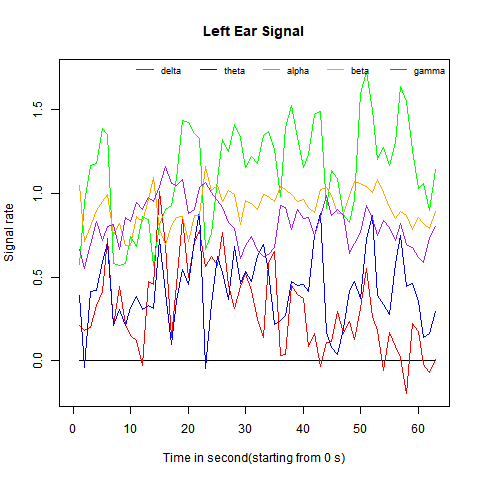 Left Ear Signal
delta theta alpha beta gamma
Signal rate
0.0 0.5 1.0 1.5
0 10 20 30 40 50 60
Time in second(starting from 0 s)